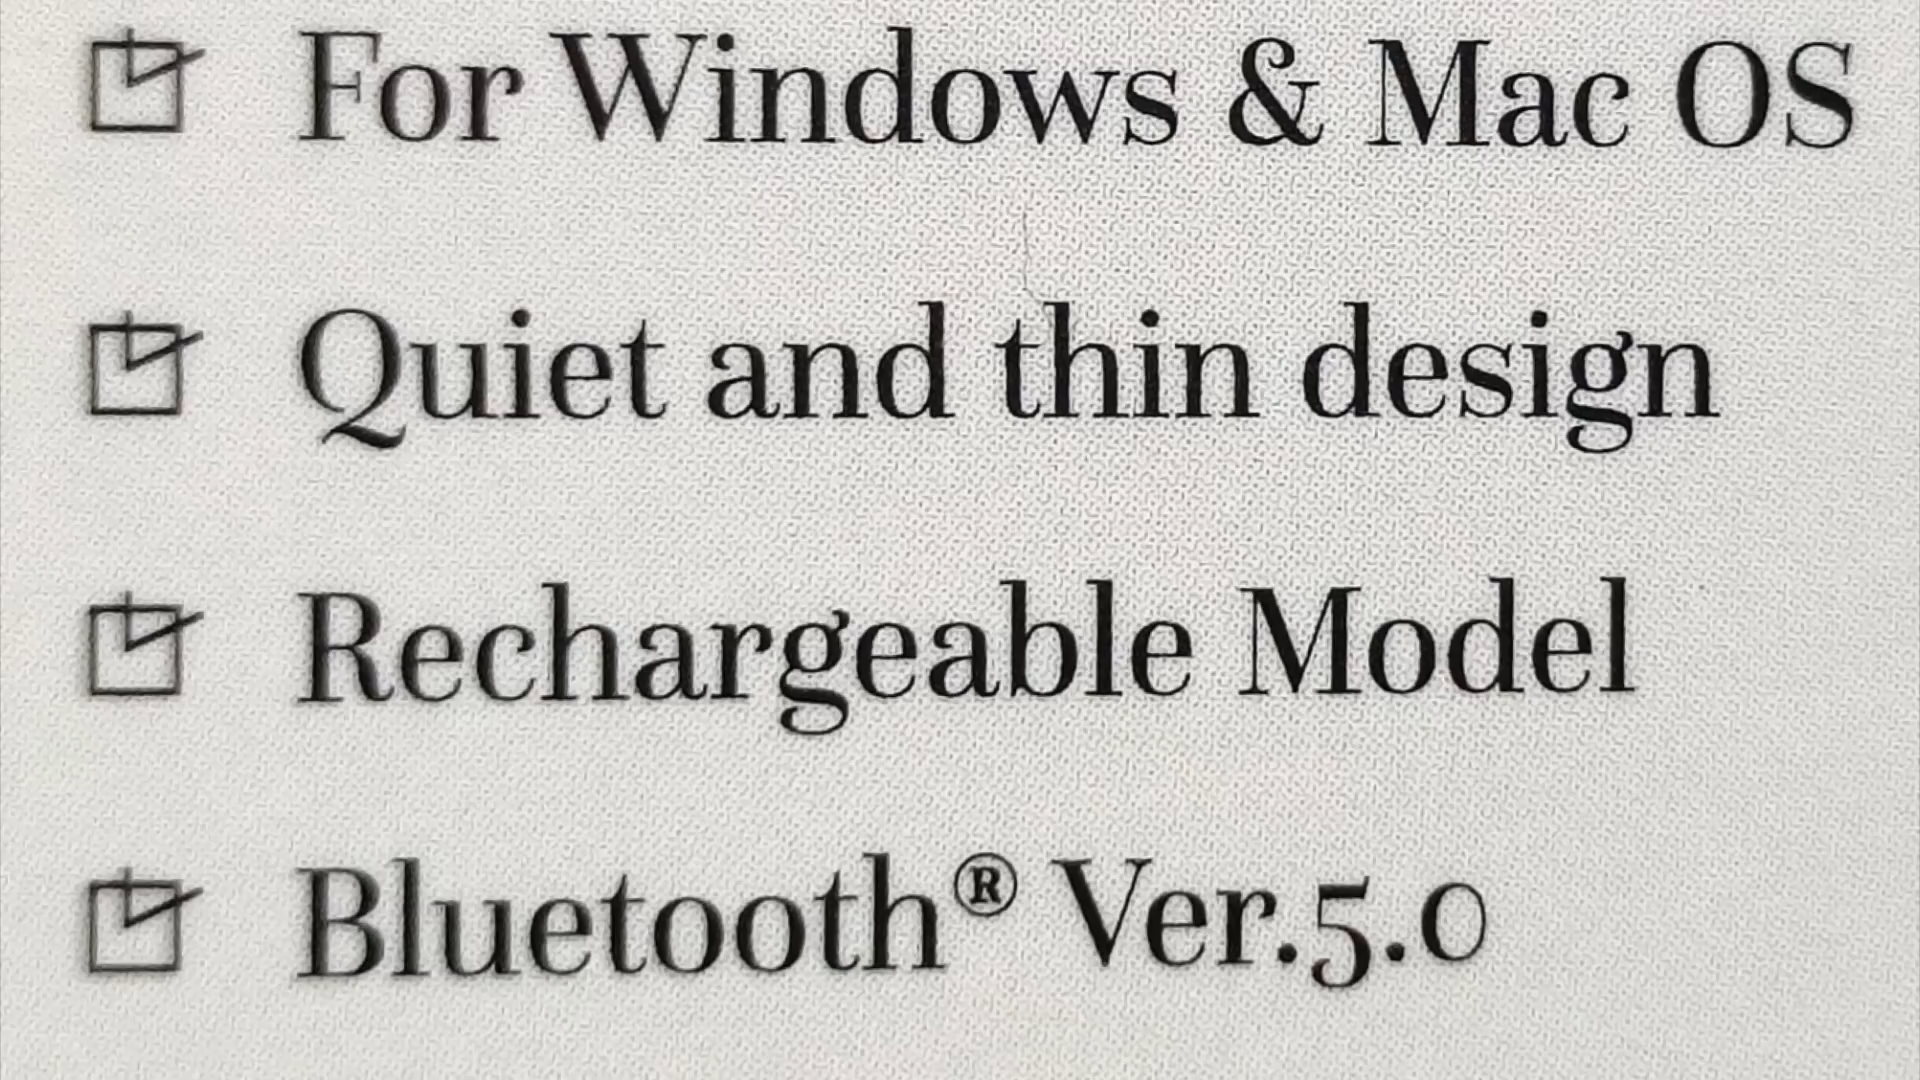 For Windows & Mac OS
Quiet and thin design
Rechargeable Model
Bluetooth® Ver.5.0